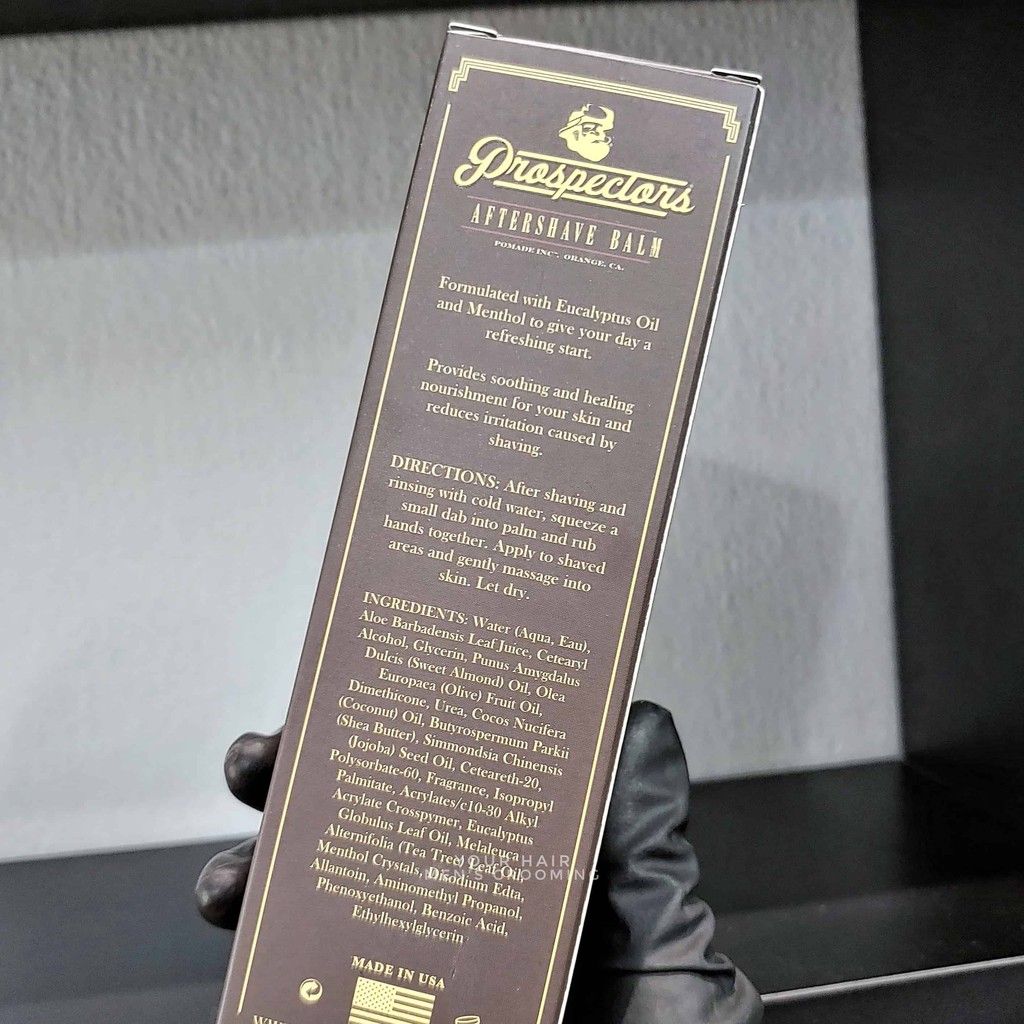 Prospectors
AFTERSHAVE BALM
POMADE INC. ORANGE, CA.
Formulated with Eucalyptus Oil
and Menthol to give your day a
refreshing start.
Provides soothing and healing
nourishment for your skin and
reduces irritation caused by
shaving.
DIRECTIONS: After shaving and
rinsing with cold water, squeeze a
small dab into palm and rub
hands together. Apply to shaved
areas and gently massage into
skin. Let dry.
INGREDIENTS: Water (Aqua, Eau),
Aloe Barbadensis Leaf Juice, Cetearyl
Alcohol, Glycerin, Punus Amygdalus
Dulcis (Sweet Almond) Oil, Olea
Europaea (Olive) Fruit Oil,
Dimethicone, Urea, Cocos Nucifera
(Coconut) Oil, Butyrospermum Parkii
(Shea Butter), Simmondsia Chinensis
(Jojoba) Seed Oil, Ceteareth-20,
Polysorbate-60, Fragrance, Isopropyl
Palmitate, Acrylates/c10-30 Alkyl
Acrylate Crosspymer, Eucalyptus
Globulus Leaf Oil, Melaleuca
Alternifolia (Tea Tree) Leaf Oil,
Menthol Crystals, Disodium Edta,
Allantoin, Aminomethyl Propanol,
Phenoxyethanol, Benzoic Acid,
Ethylhexylglycerin
YOUR HAIR
MEN'S GROOMING
MADE IN USA